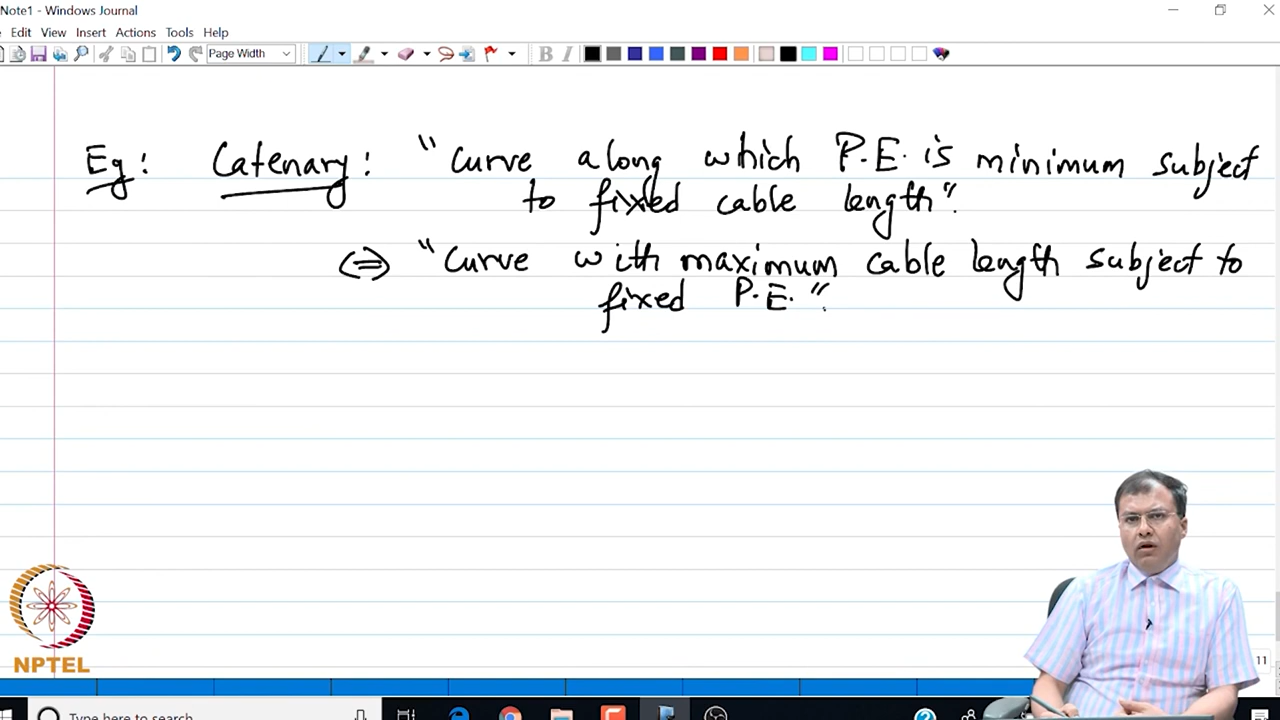 Note1 - Windows Journal
Edit View Insert Actions Tools Help
Page Width B I
Eg: Catenary: "Curve along which P.E. is minimum subject
to fixed cable length".
⇔ "Curve with maximum cable length subject to
fixed P.E."
NPTEL
11
Type here to search